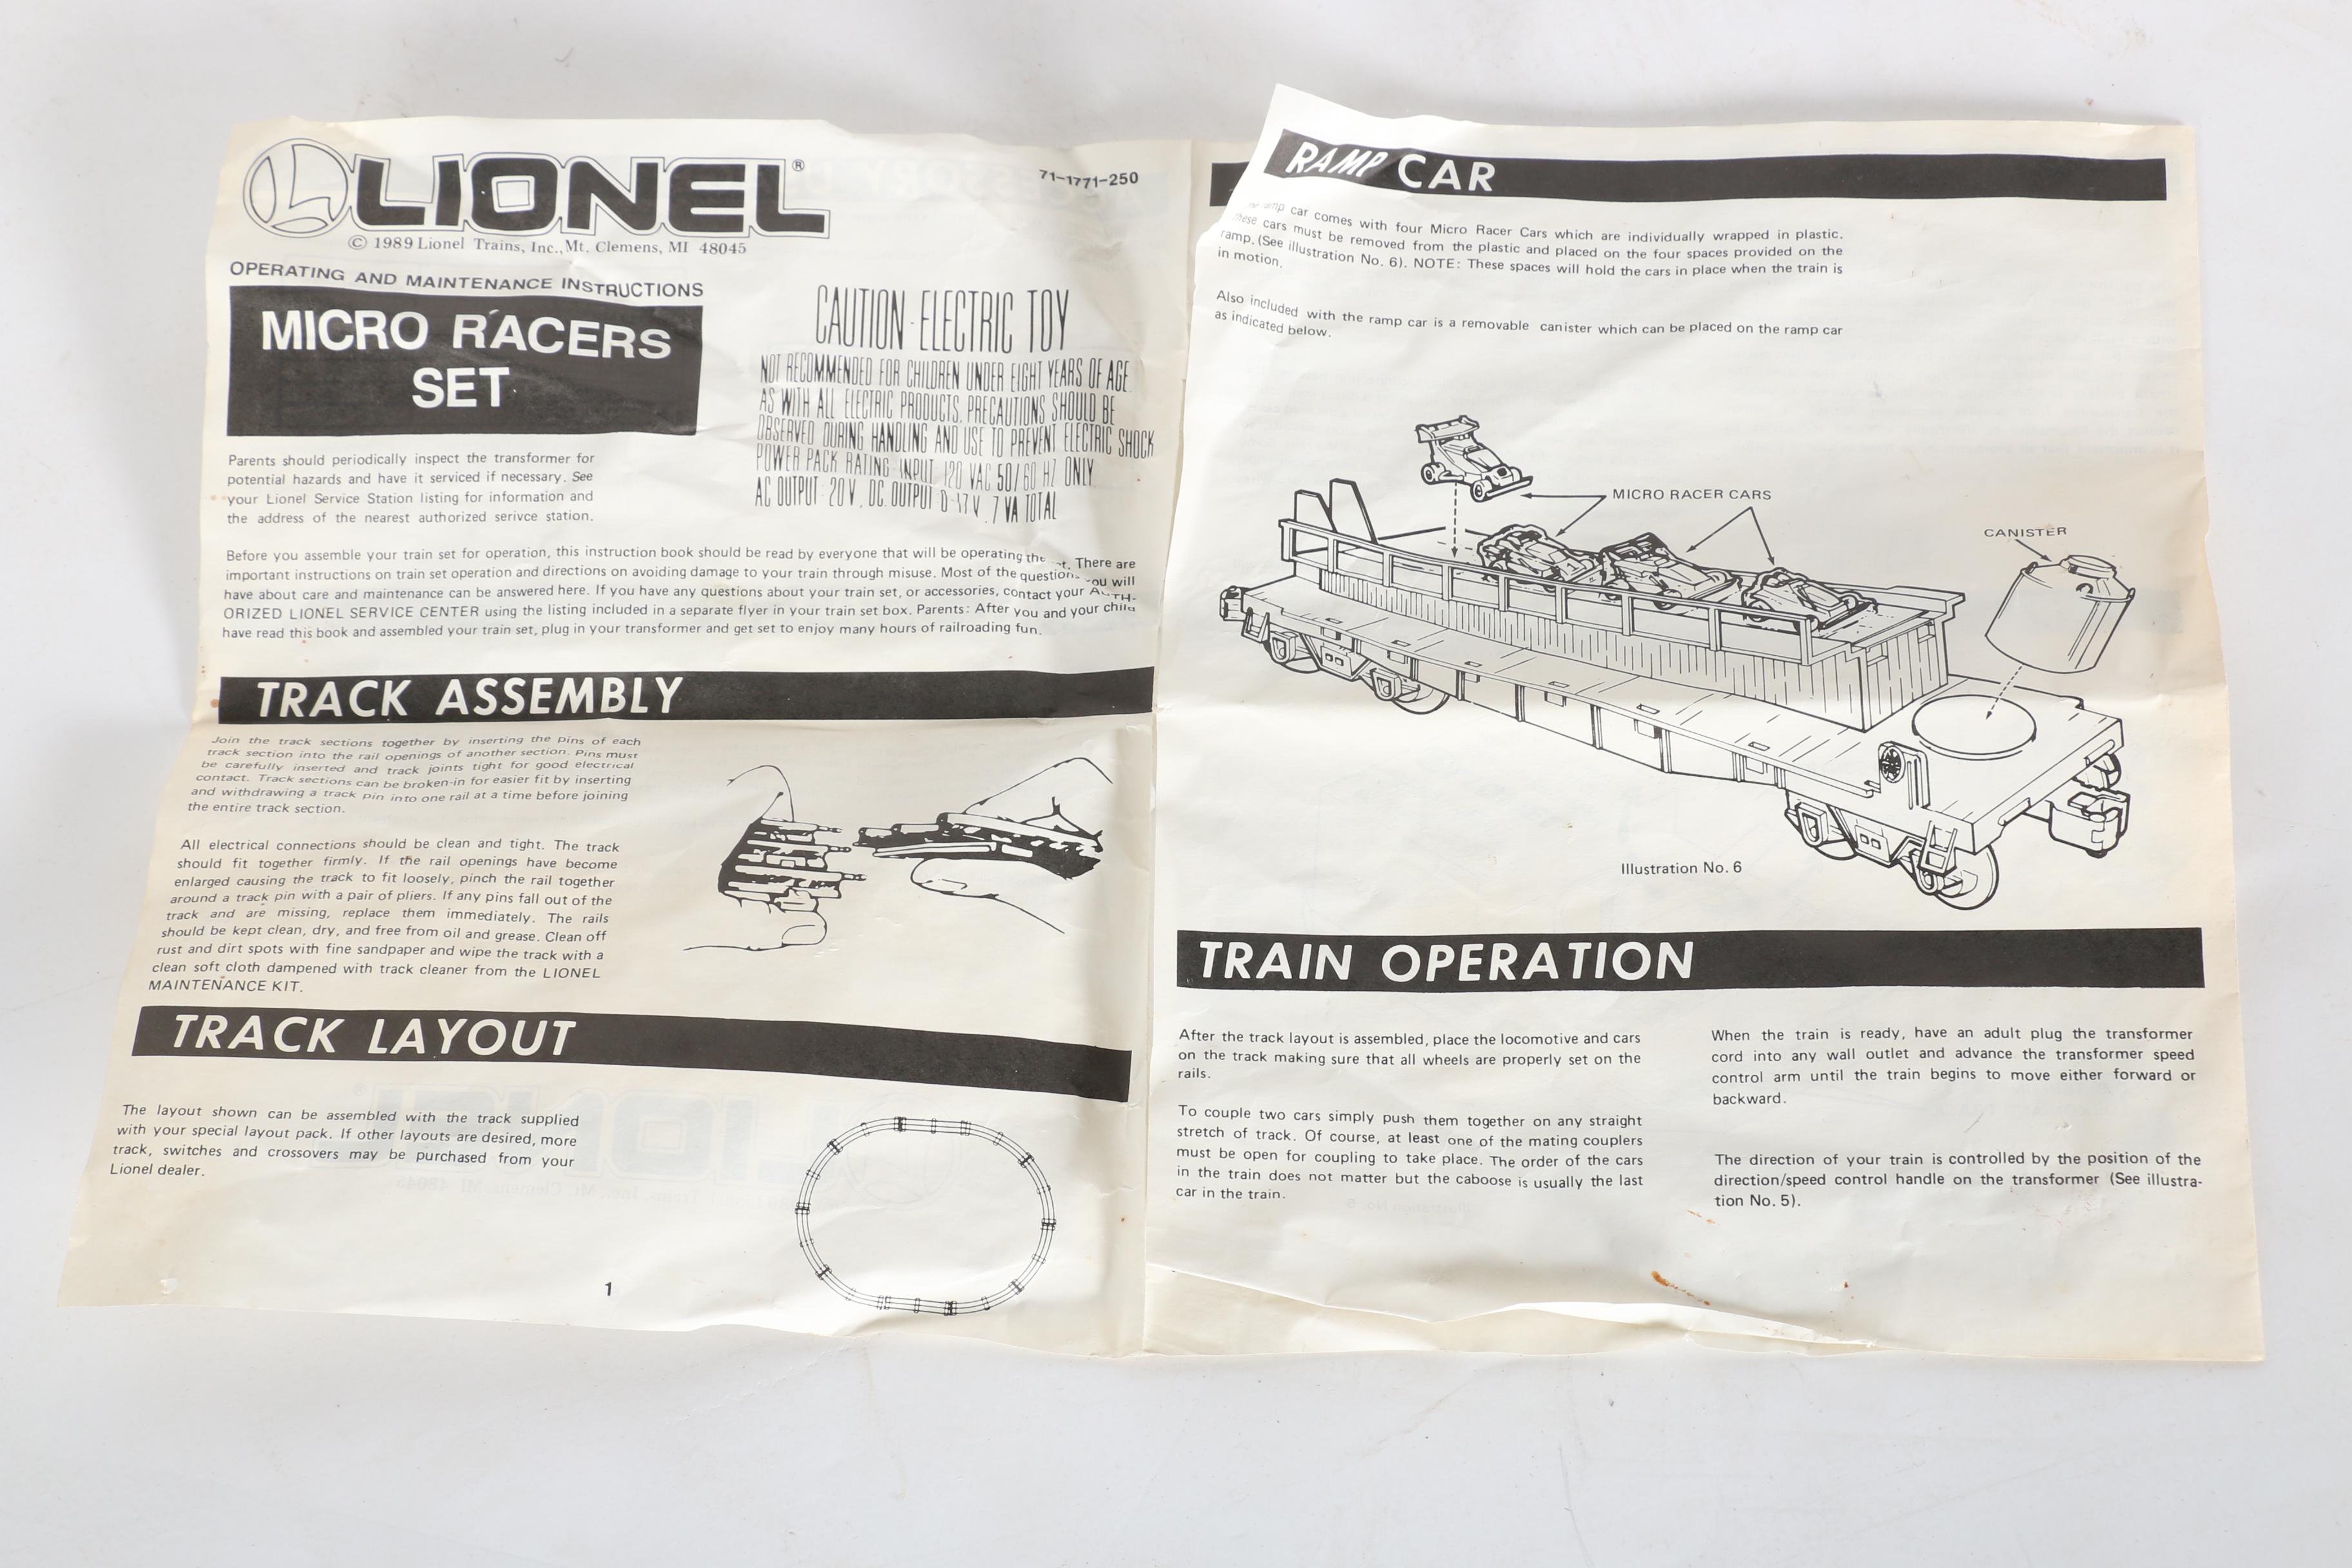 LIONEL®
71-1771-250
© 1989 Lionel Trains, Inc., Mt. Clemens, MI 48045
OPERATING AND MAINTENANCE INSTRUCTIONS
MICRO RACERS
SET
CAUTION-ELECTRIC TOY
NOT RECOMMENDED FOR CHILDREN UNDER EIGHT YEARS OF AGE.
AS WITH ALL ELECTRIC PRODUCTS, PRECAUTIONS SHOULD BE
OBSERVED DURING HANDLING AND USE TO PREVENT ELECTRIC SHOCK
POWER PACK RATING: INPUT 120 VAC 50/60 HZ ONLY.
AC OUTPUT: 20 V, DC. OUTPUT 0-17 V, 7 VA TOTAL
Parents should periodically inspect the transformer for
potential hazards and have it serviced if necessary. See
your Lionel Service Station listing for information and
the address of the nearest authorized serivce station.
Before you assemble your train set for operation, this instruction book should be read by everyone that will be operating the There are
important instructions on train set operation and directions on avoiding damage to your train through misuse. Most of the question you will
have about care and maintenance can be answered here. If you have any questions about your train set, or accessories, contact your AUTH-
ORIZED LIONEL SERVICE CENTER using the listing included in a separate flyer in your train set box. Parents: After you and your child
have read this book and assembled your train set, plug in your transformer and get set to enjoy many hours of railroading fun.
TRACK ASSEMBLY
Join the track sections together by inserting the pins of each
track section into the rail openings of another section. Pins must
be carefully inserted and track joints tight for good electrical
contact. Track sections can be broken-in for easier fit by inserting
and withdrawing a track pin into one rail at a time before joining
the entire track section.
All electrical connections should be clean and tight. The track
should fit together firmly. If the rail openings have become
enlarged causing the track to fit loosely, pinch the rail together
around a track pin with a pair of pliers. If any pins fall out of the
track and are missing, replace them immediately. The rails
should be kept clean, dry, and free from oil and grease. Clean off
rust and dirt spots with fine sandpaper and wipe the track with a
clean soft cloth dampened with track cleaner from the LIONEL
MAINTENANCE KIT.
TRACK LAYOUT
The layout shown can be assembled with the track supplied
with your special layout pack. If other layouts are desired, more
track, switches and crossovers may be purchased from your
Lionel dealer.
1
RAMP CAR
ramp car comes with four Micro Racer Cars which are individually wrapped in plastic.
These cars must be removed from the plastic and placed on the four spaces provided on the
ramp. (See illustration No. 6). NOTE: These spaces will hold the cars in place when the train is
in motion.
Also included with the ramp car is a removable canister which can be placed on the ramp car
as indicated below.
MICRO RACER CARS
CANISTER
Illustration No. 6
TRAIN OPERATION
After the track layout is assembled, place the locomotive and cars
on the track making sure that all wheels are properly set on the
rails.
To couple two cars simply push them together on any straight
stretch of track. Of course, at least one of the mating couplers
must be open for coupling to take place. The order of the cars
in the train does not matter but the caboose is usually the last
car in the train.
When the train is ready, have an adult plug the transformer
cord into any wall outlet and advance the transformer speed
control arm until the train begins to move either forward or
backward.
The direction of your train is controlled by the position of the
direction/speed control handle on the transformer (See illustra-
tion No. 5).